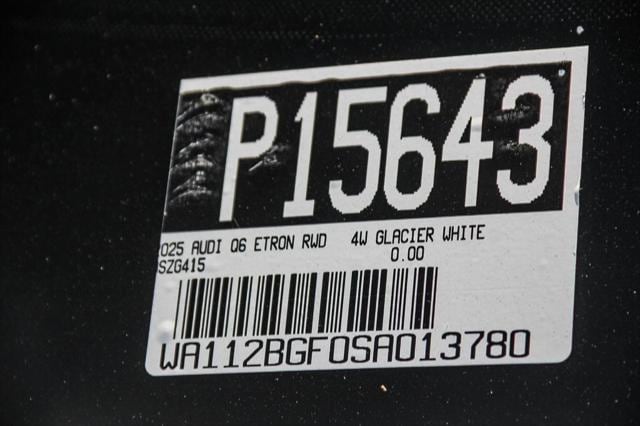 P15643
025 AUDI Q6 ETRON RWD 4W GLACIER WHITE
SZG415 0.00
WA112BGF0SA013780